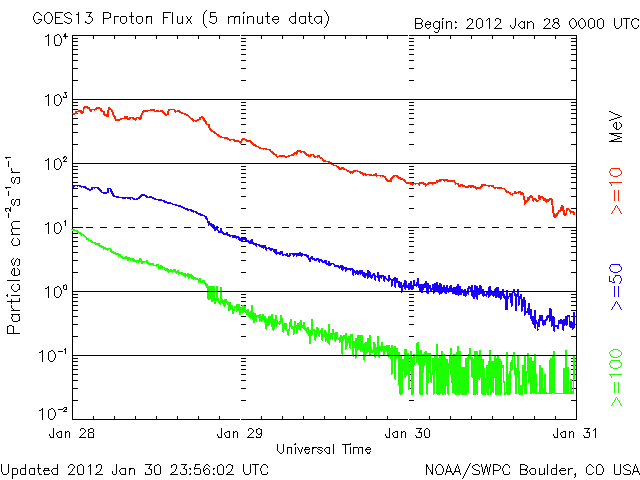 GOES13 Proton Flux (5 minute data)
Begin: 2012 Jan 28 0000 UTC
10⁴
10³
10²
10¹
10⁰
10⁻¹
10⁻²
Particles cm⁻²s⁻¹sr⁻¹
MeV
>=10
>=50
>=100
Jan 28 Jan 29 Jan 30 Jan 31
Universal Time
Updated 2012 Jan 30 23:56:02 UTC
NOAA/SWPC Boulder, CO USA